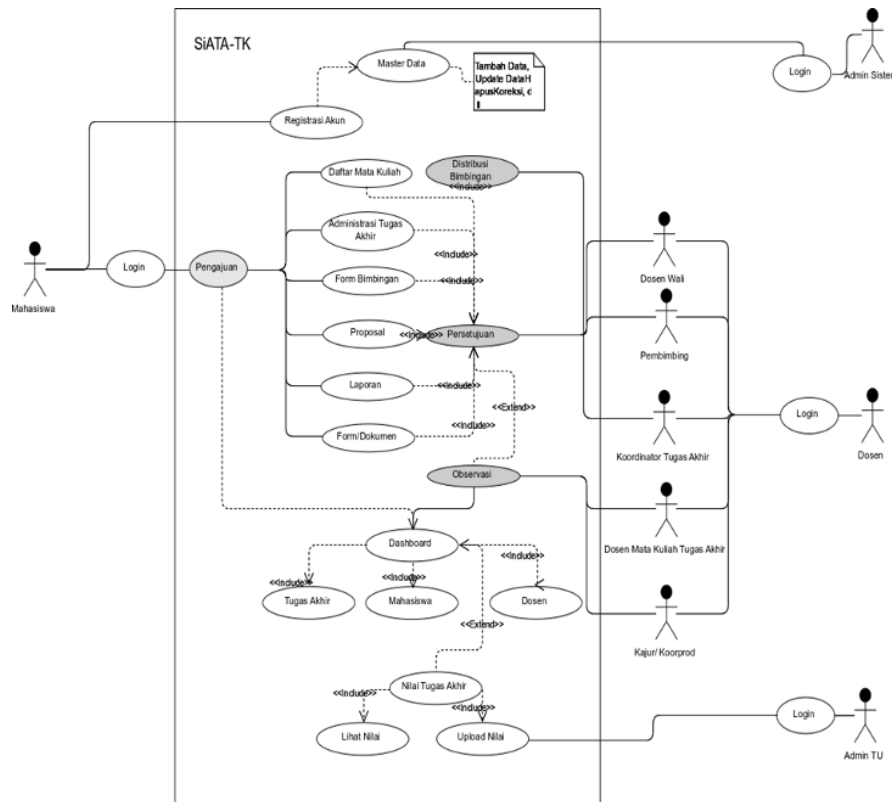 SiATA-TK
Master Data
Tambah Data,
Update DataH
apusKoreksi, d
ll
Login
Admin Sister
Registrasi Akun
Daftar Mata Kuliah
Distribusi
Bimbingan
<<Include>>
Administrasi Tugas
Akhir
<<Include>>
Dosen Wali
Mahasiswa
Login
Pengajuan
Form Bimbingan
<<Include>>
Proposal
<<Include>>
Persetujuan
Pembimbing
Laporan
<<Include>>
<<Extend>>
Form/Dokumen
<<Include>>
Koordinator Tugas Akhir
Login
Dosen
Observasi
Dosen Mata Kuliah Tugas Akhir
Dashboard
<<Include>>
<<Include>>
<<Include>>
Tugas Akhir
Mahasiswa
Dosen
<<Extend>>
Kajur/ Koorprod
Nilai Tugas Akhir
<<Include>>
<<Include>>
Lihat Nilai
Upload Nilai
Login
Admin TU